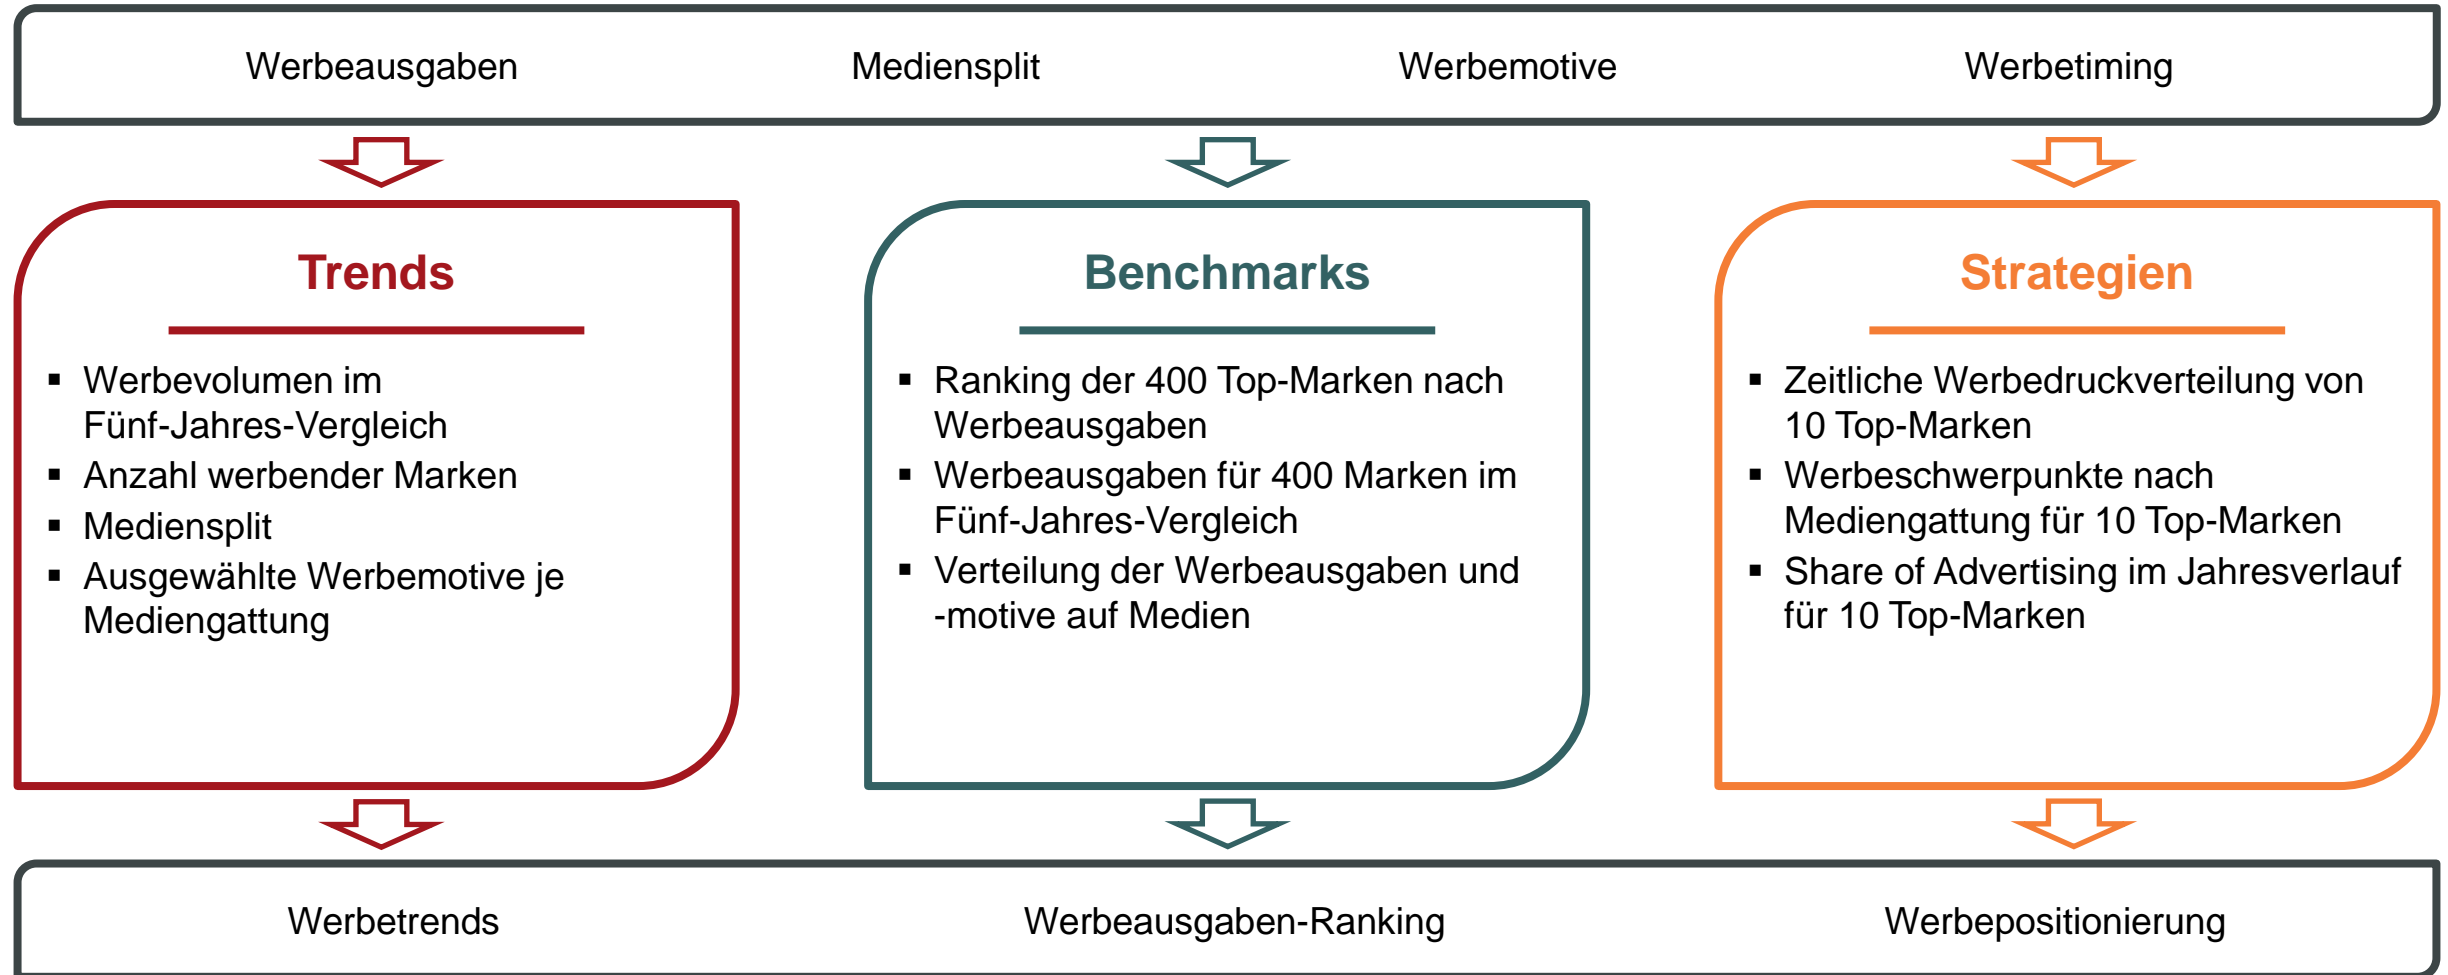 Werbeausgaben Mediensplit Werbemotive Werbetiming
Trends
▪ Werbevolumen im
Fünf-Jahres-Vergleich
▪ Anzahl werbender Marken
▪ Mediensplit
▪ Ausgewählte Werbemotive je
Mediengattung
Benchmarks
▪ Ranking der 400 Top-Marken nach
Werbeausgaben
▪ Werbeausgaben für 400 Marken im
Fünf-Jahres-Vergleich
▪ Verteilung der Werbeausgaben und
-motive auf Medien
Strategien
▪ Zeitliche Werbedruckverteilung von
10 Top-Marken
▪ Werbeschwerpunkte nach
Mediengattung für 10 Top-Marken
▪ Share of Advertising im Jahresverlauf
für 10 Top-Marken
Werbetrends Werbeausgaben-Ranking Werbepositionierung